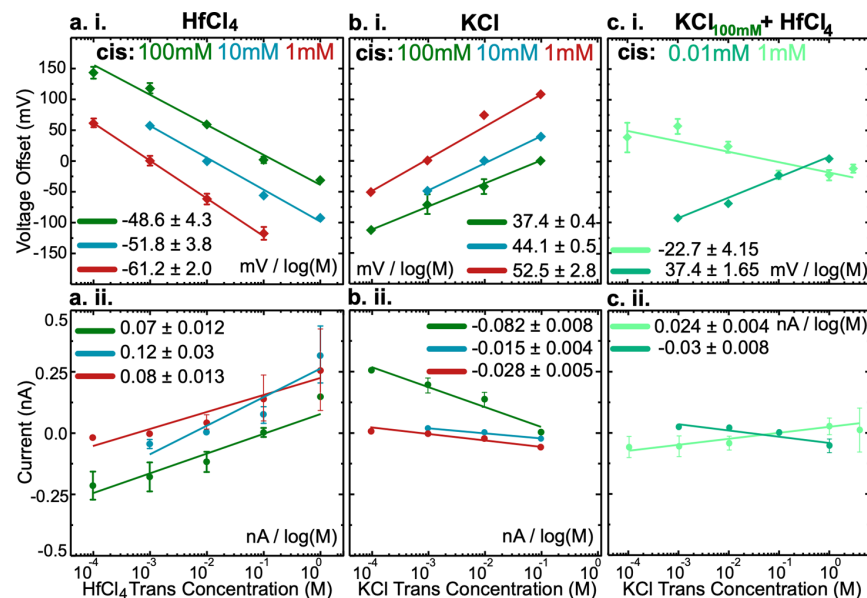 a. i. HfCl₄
b. i. KCl
c. i. KCl₁₀₀ₘM + HfCl₄
cis: 100mM 10mM 1mM
cis: 100mM 10mM 1mM
cis: 0.01mM 1mM
Voltage Offset (mV)
150
100
50
0
-50
-100
-150
-48.6 ± 4.3
-51.8 ± 3.8
-61.2 ± 2.0
mV / log(M)
37.4 ± 0.4
44.1 ± 0.5
52.5 ± 2.8
mV / log(M)
-22.7 ± 4.15
37.4 ± 1.65
mV / log(M)
a. ii.
b. ii.
c. ii.
Current (nA)
0.5
0.25
0.0
-0.25
-0.5
0.07 ± 0.012
0.12 ± 0.03
0.08 ± 0.013
nA / log(M)
-0.082 ± 0.008
-0.015 ± 0.004
-0.028 ± 0.005
nA / log(M)
0.024 ± 0.004
-0.03 ± 0.008
nA / log(M)
10⁻⁴ 10⁻³ 10⁻² 10⁻¹ 10⁰
10⁻⁴ 10⁻³ 10⁻² 10⁻¹ 10⁰
10⁻⁴ 10⁻³ 10⁻² 10⁻¹ 10⁰
HfCl₄ Trans Concentration (M)
KCl Trans Concentration (M)
KCl Trans Concentration (M)